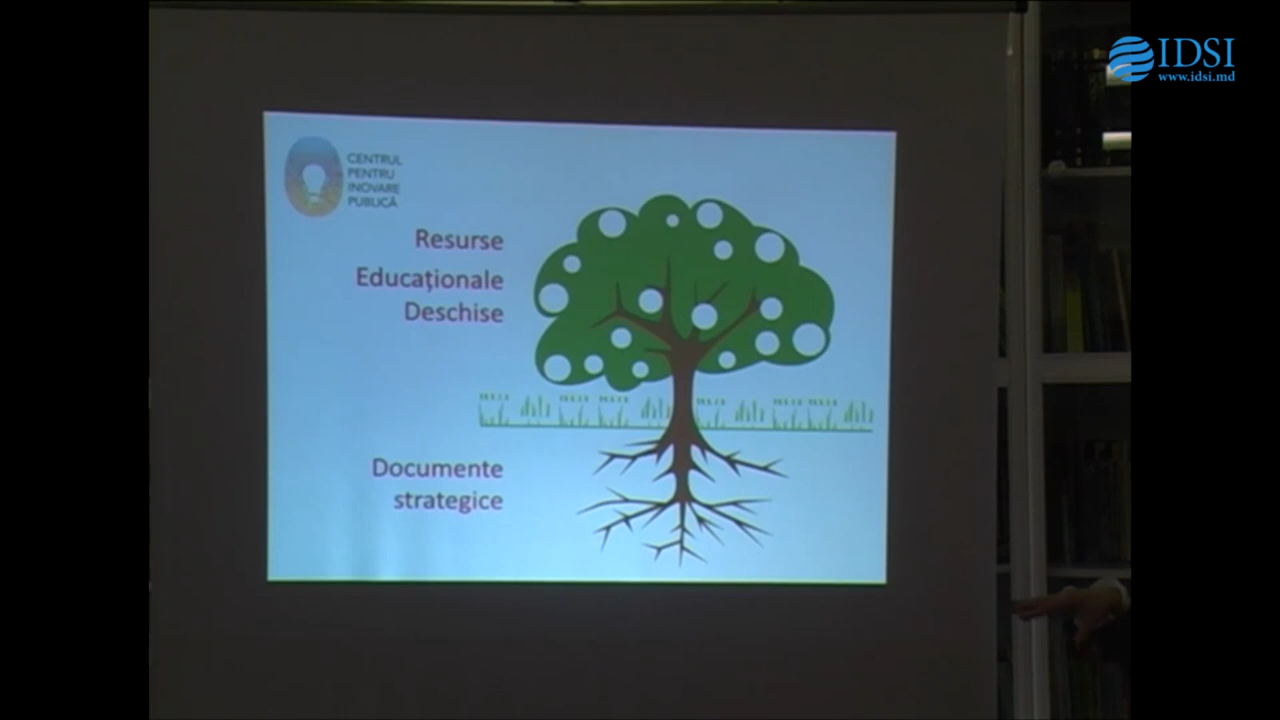 IDSI
www.idsi.md
CENTRUL
PENTRU
INOVARE
PUBLICĂ
Resurse
Educaționale
Deschise
Documente
strategice